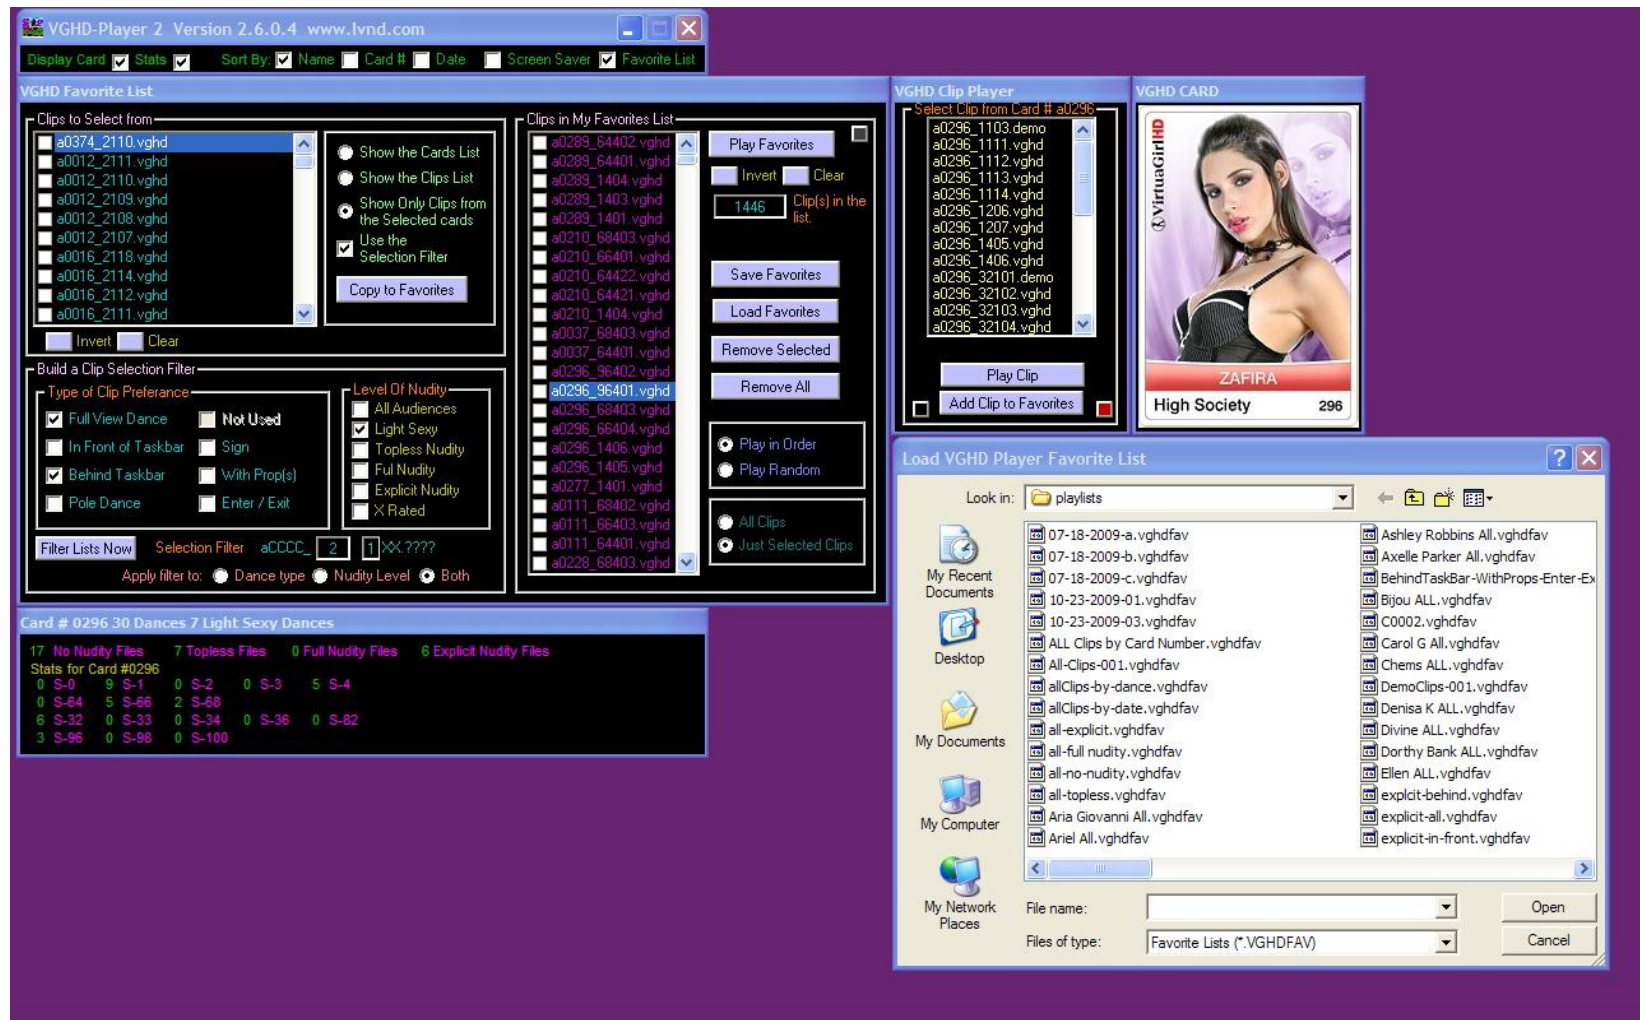 VGHD-Player 2 Version 2.6.0.4 www.lvnd.com
Display Card Stats Sort By: Name Card # Date Screen Saver Favorite List
VGHD Favorite List
Clips to Select from
a0374_2110.vghd
a0012_2111.vghd
a0012_2110.vghd
a0012_2109.vghd
a0012_2108.vghd
a0012_2107.vghd
a0016_2118.vghd
a0016_2114.vghd
a0016_2112.vghd
a0016_2111.vghd
Invert Clear
Show the Cards List
Show the Clips List
Show Only Clips from
the Selected cards
Use the
Selection Filter
Copy to Favorites
Build a Clip Selection Filter
Type of Clip Preferance
Full View Dance Not Used
In Front of Taskbar Sign
Behind Taskbar With Prop(s)
Pole Dance Enter / Exit
Level Of Nudity
All Audiences
Light Sexy
Topless Nudity
Ful Nudity
Explicit Nudity
X Rated
Filter Lists Now Selection Filter aCCCC_ 2 1 XX.????
Apply filter to: Dance type Nudity Level Both
Clips in My Favorites List
a0289_64402.vghd
a0289_64401.vghd
a0289_1404.vghd
a0289_1403.vghd
a0289_1401.vghd
a0210_68403.vghd
a0210_66401.vghd
a0210_64422.vghd
a0210_64421.vghd
a0210_1404.vghd
a0037_68403.vghd
a0037_64401.vghd
a0296_96402.vghd
a0296_96401.vghd
a0296_68403.vghd
a0296_66404.vghd
a0296_1406.vghd
a0296_1405.vghd
a0277_1401.vghd
a0111_68402.vghd
a0111_66403.vghd
a0111_64401.vghd
a0228_68403.vghd
Play Favorites
Invert Clear
1446 Clip(s) in the
list.
Save Favorites
Load Favorites
Remove Selected
Remove All
Play in Order
Play Random
All Clips
Just Selected Clips
VGHD Clip Player
Select Clip from Card # a0296
a0296_1103.demo
a0296_1111.vghd
a0296_1112.vghd
a0296_1113.vghd
a0296_1114.vghd
a0296_1206.vghd
a0296_1207.vghd
a0296_1405.vghd
a0296_1406.vghd
a0296_32101.demo
a0296_32102.vghd
a0296_32103.vghd
a0296_32104.vghd
Play Clip
Add Clip to Favorites
VGHD CARD
VirtuaGirlHD
ZAFIRA
High Society 296
Card # 0296 30 Dances 7 Light Sexy Dances
17 No Nudity Files 7 Topless Files 0 Full Nudity Files 6 Explicit Nudity Files
Stats for Card #0296
0 S-0 9 S-1 0 S-2 0 S-3 5 S-4
0 S-64 5 S-66 2 S-68
6 S-32 0 S-33 0 S-34 0 S-36 0 S-82
3 S-96 0 S-98 0 S-100
Load VGHD Player Favorite List
Look in: playlists
My Recent
Documents
Desktop
My Documents
My Computer
My Network
Places
07-18-2009-a.vghdfav
07-18-2009-b.vghdfav
07-18-2009-c.vghdfav
10-23-2009-01.vghdfav
10-23-2009-03.vghdfav
ALL Clips by Card Number.vghdfav
All-Clips-001.vghdfav
allClips-by-dance.vghdfav
allClips-by-date.vghdfav
all-explicit.vghdfav
all-full nudity.vghdfav
all-no-nudity.vghdfav
all-topless.vghdfav
Aria Giovanni All.vghdfav
Ariel All.vghdfav
Ashley Robbins All.vghdfav
Axelle Parker All.vghdfav
BehindTaskBar-WithProps-Enter-Ex
Bijou ALL.vghdfav
C0002.vghdfav
Carol G All.vghdfav
Chems ALL.vghdfav
DemoClips-001.vghdfav
Denisa K ALL.vghdfav
Divine ALL.vghdfav
Dorthy Bank ALL.vghdfav
Ellen ALL.vghdfav
explcit-behind.vghdfav
explicit-all.vghdfav
explicit-in-front.vghdfav
File name: Open
Files of type: Favorite Lists (*.VGHDFAV) Cancel